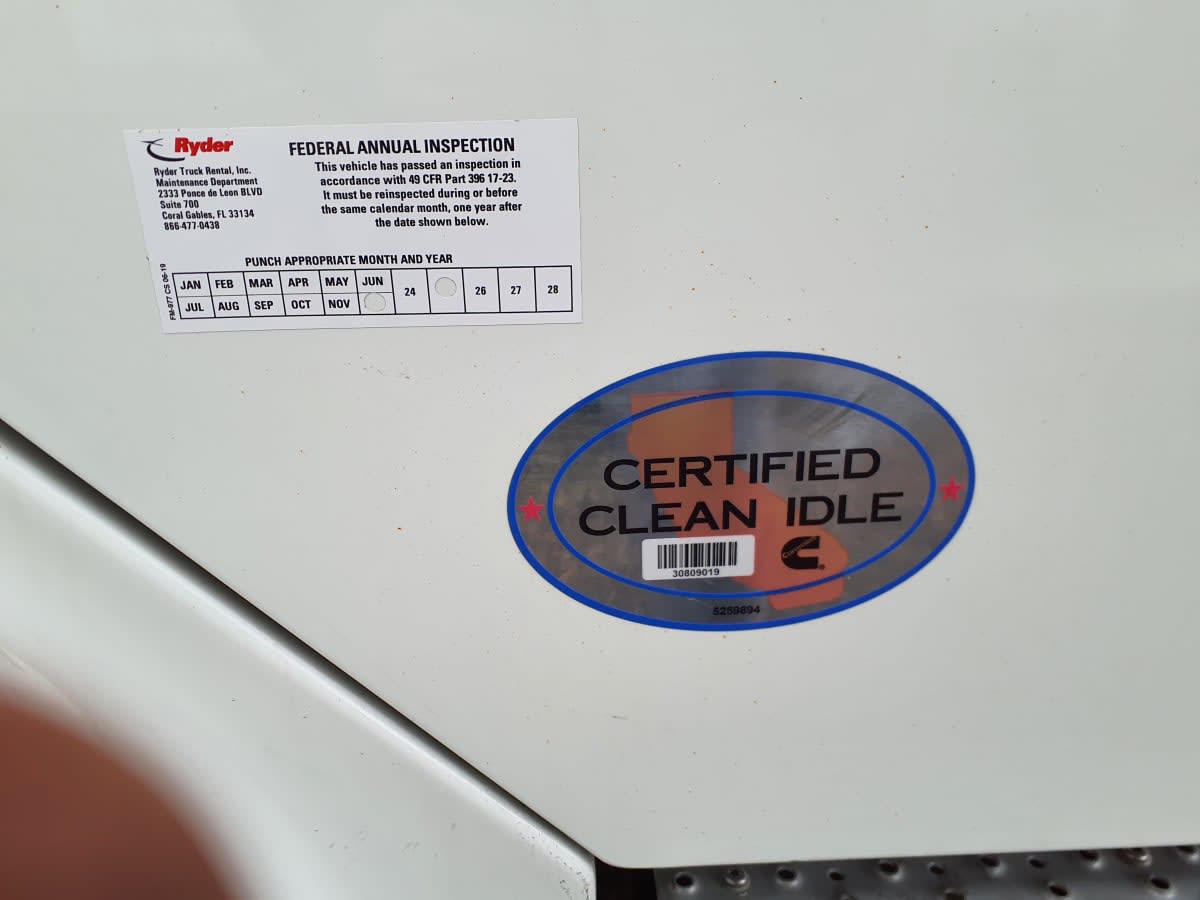 Ryder
Ryder Truck Rental, Inc.
Maintenance Department
2333 Ponce de Leon BLVD
Suite 700
Coral Gables, FL 33134
866-477-0438
FEDERAL ANNUAL INSPECTION
This vehicle has passed an inspection in
accordance with 49 CFR Part 396 17-23.
It must be reinspected during or before
the same calendar month, one year after
the date shown below.
PUNCH APPROPRIATE MONTH AND YEAR
FM-977 CS 06-19
JAN FEB MAR APR MAY JUN
JUL AUG SEP OCT NOV
24 26 27 28
CERTIFIED
CLEAN IDLE
30809019
5259894